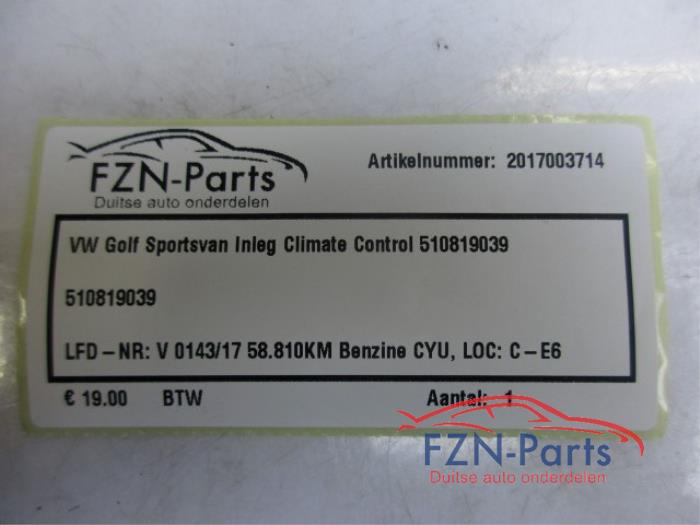 FZN-Parts
Duitse auto onderdelen
Artikelnummer: 2017003714
VW Golf Sportsvan Inleg Climate Control 510819039
510819039
LFD-NR: V 0143/17 58.810KM Benzine CYU, LOC: C-E6
€ 19.00 BTW Aantal: 1
FZN-Parts
Duitse auto onderdelen